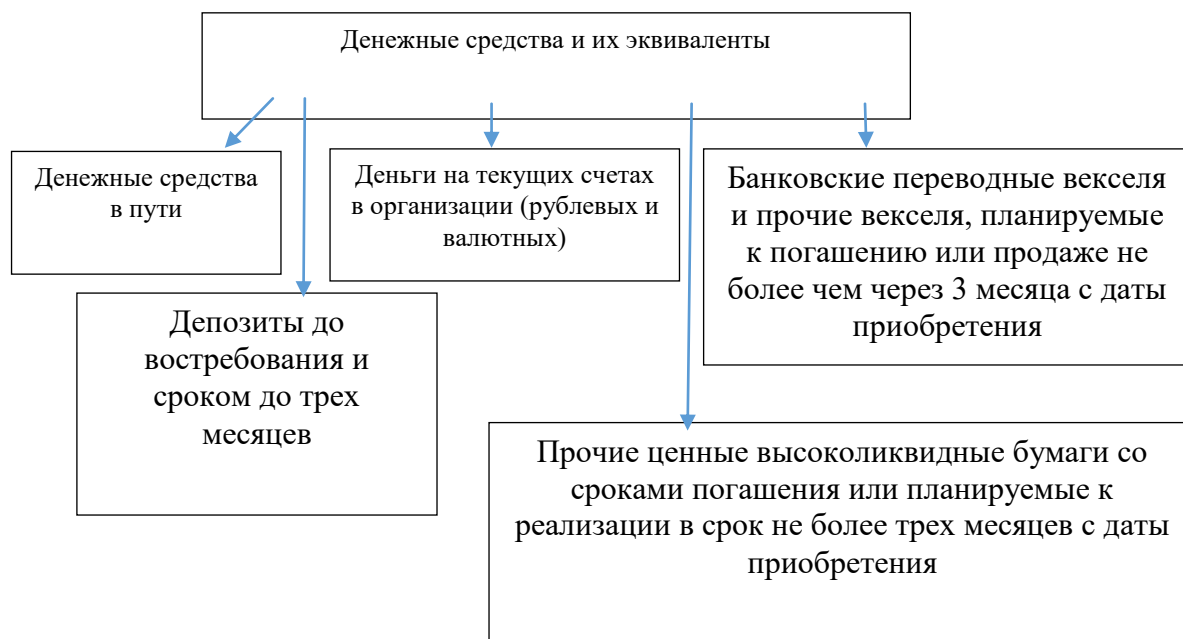 Денежные средства и их эквиваленты
Денежные средства
в пути
Деньги на текущих счетах
в организации (рублевых и
валютных)
Банковские переводные векселя
и прочие векселя, планируемые
к погашению или продаже не
более чем через 3 месяца с даты
приобретения
Депозиты до
востребования и
сроком до трех
месяцев
Прочие ценные высоколиквидные бумаги со
сроками погашения или планируемые к
реализации в срок не более трех месяцев с даты
приобретения